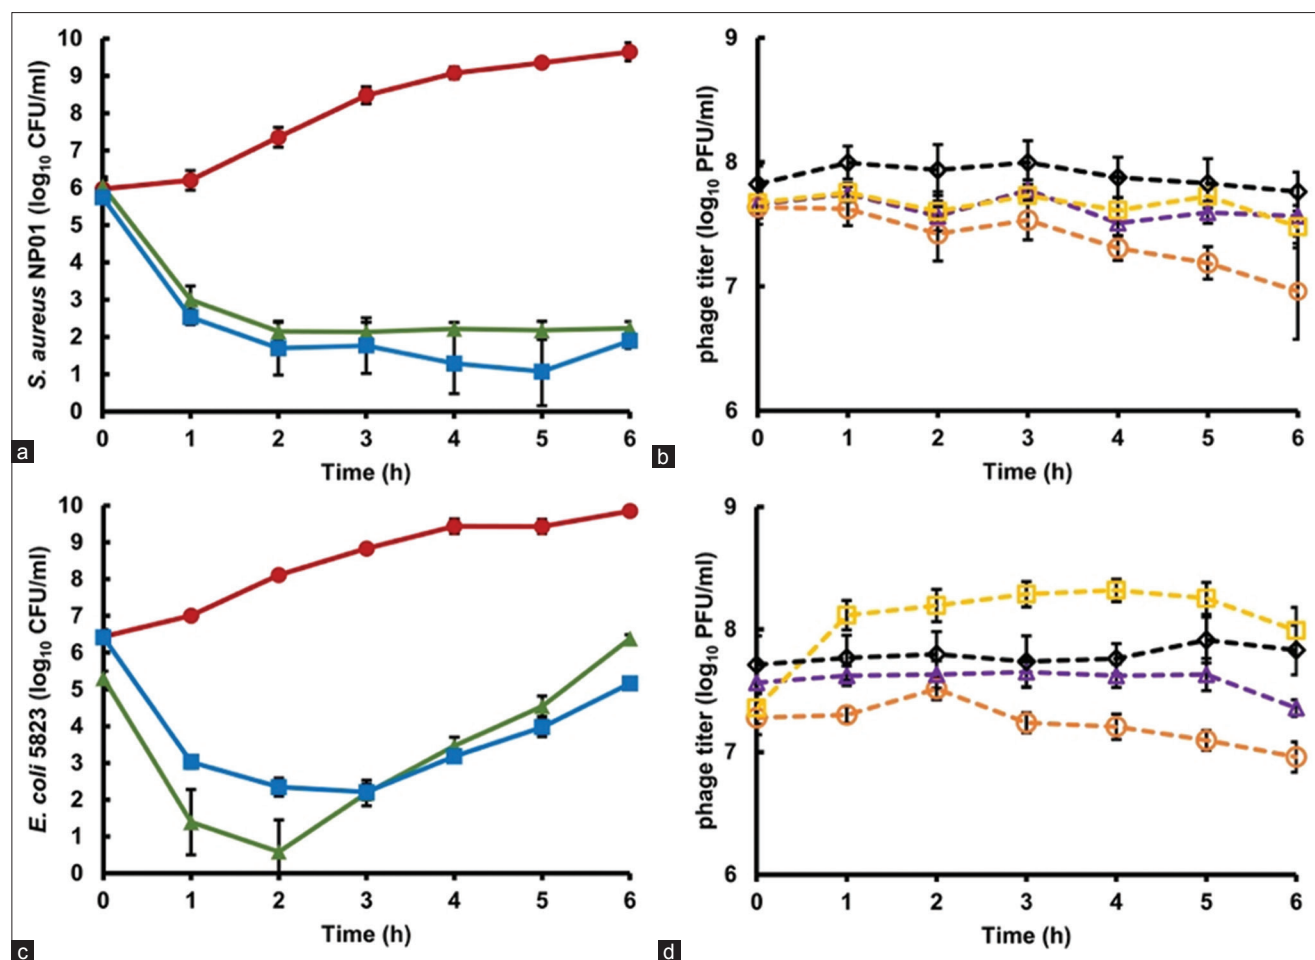 10
9
8
7
6
5
4
3
2
1
0
S. aureus NP01 (log10 CFU/ml)
0 1 2 3 4 5 6
Time (h)
a
9
8
7
6
phage titer (log10 PFU/ml)
0 1 2 3 4 5 6
Time (h)
b
10
9
8
7
6
5
4
3
2
1
0
E. coli 5823 (log10 CFU/ml)
0 1 2 3 4 5 6
Time (h)
c
9
8
7
6
phage titer (log10 PFU/ml)
0 1 2 3 4 5 6
Time (h)
d